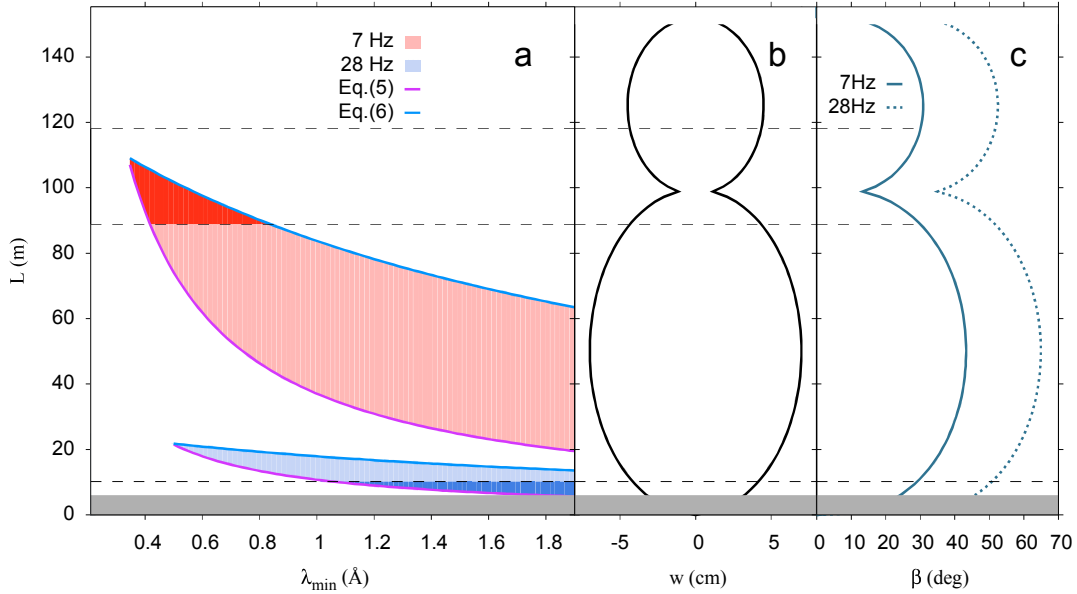 7 Hz
28 Hz
Eq.(5)
Eq.(6)
a
b
c
7Hz
28Hz
140
120
100
80
60
40
20
0
L (m)
0.4 0.6 0.8 1 1.2 1.4 1.6 1.8
λmin (Å)
-5 0 5
w (cm)
0 10 20 30 40 50 60 70
β (deg)